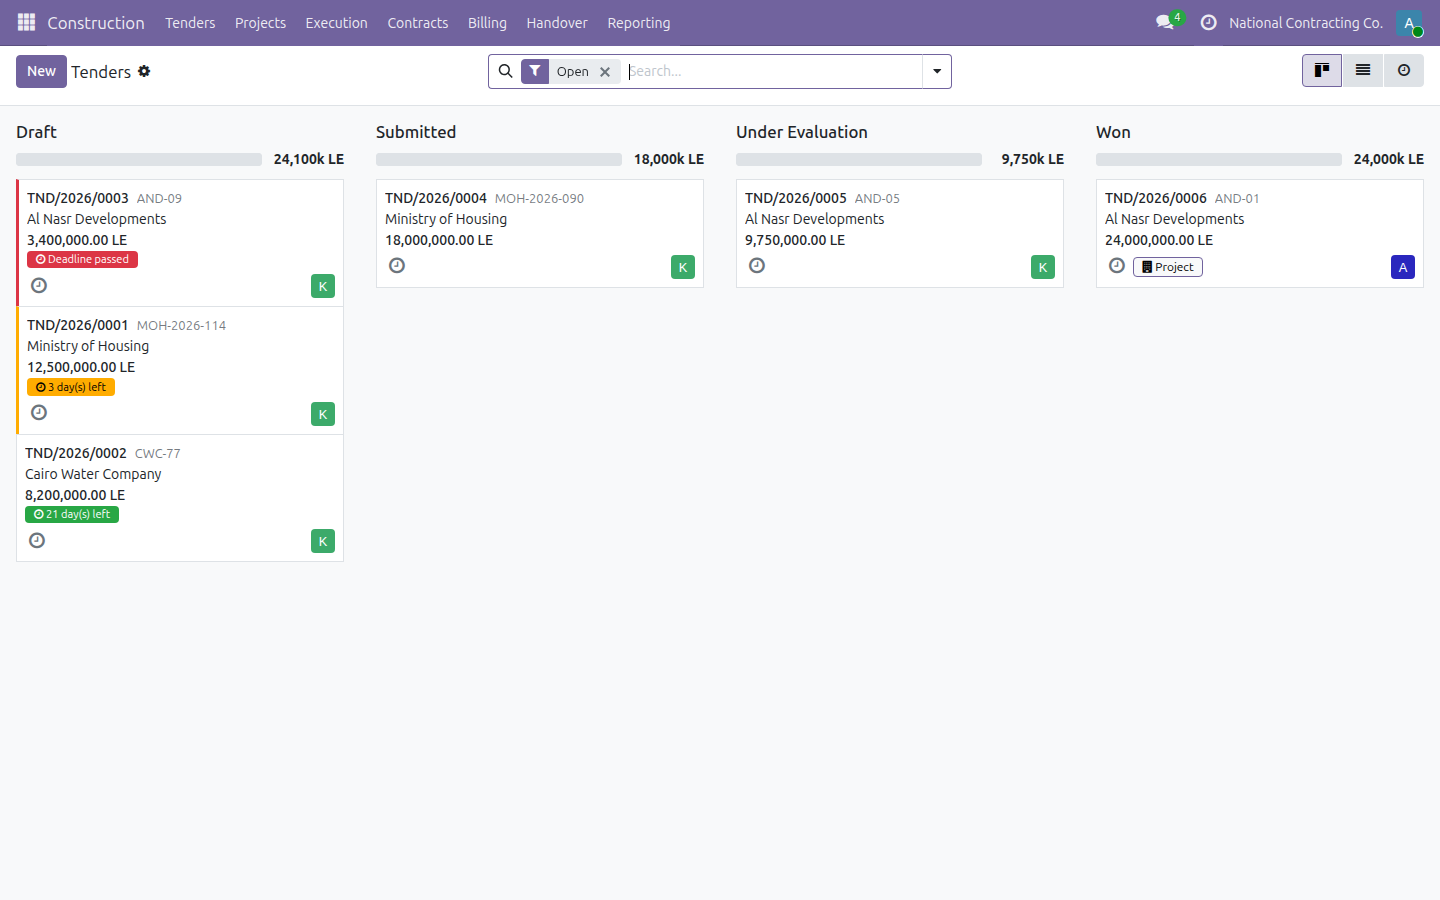 Construction Tenders Projects Execution Contracts Billing Handover Reporting 4 National Contracting Co. A
New Tenders Open Search...
Draft
24,100k LE
TND/2026/0003 AND-09
Al Nasr Developments
3,400,000.00 LE
Deadline passed
K
TND/2026/0001 MOH-2026-114
Ministry of Housing
12,500,000.00 LE
3 day(s) left
K
TND/2026/0002 CWC-77
Cairo Water Company
8,200,000.00 LE
21 day(s) left
K
Submitted
18,000k LE
TND/2026/0004 MOH-2026-090
Ministry of Housing
18,000,000.00 LE
K
Under Evaluation
9,750k LE
TND/2026/0005 AND-05
Al Nasr Developments
9,750,000.00 LE
K
Won
24,000k LE
TND/2026/0006 AND-01
Al Nasr Developments
24,000,000.00 LE
Project A